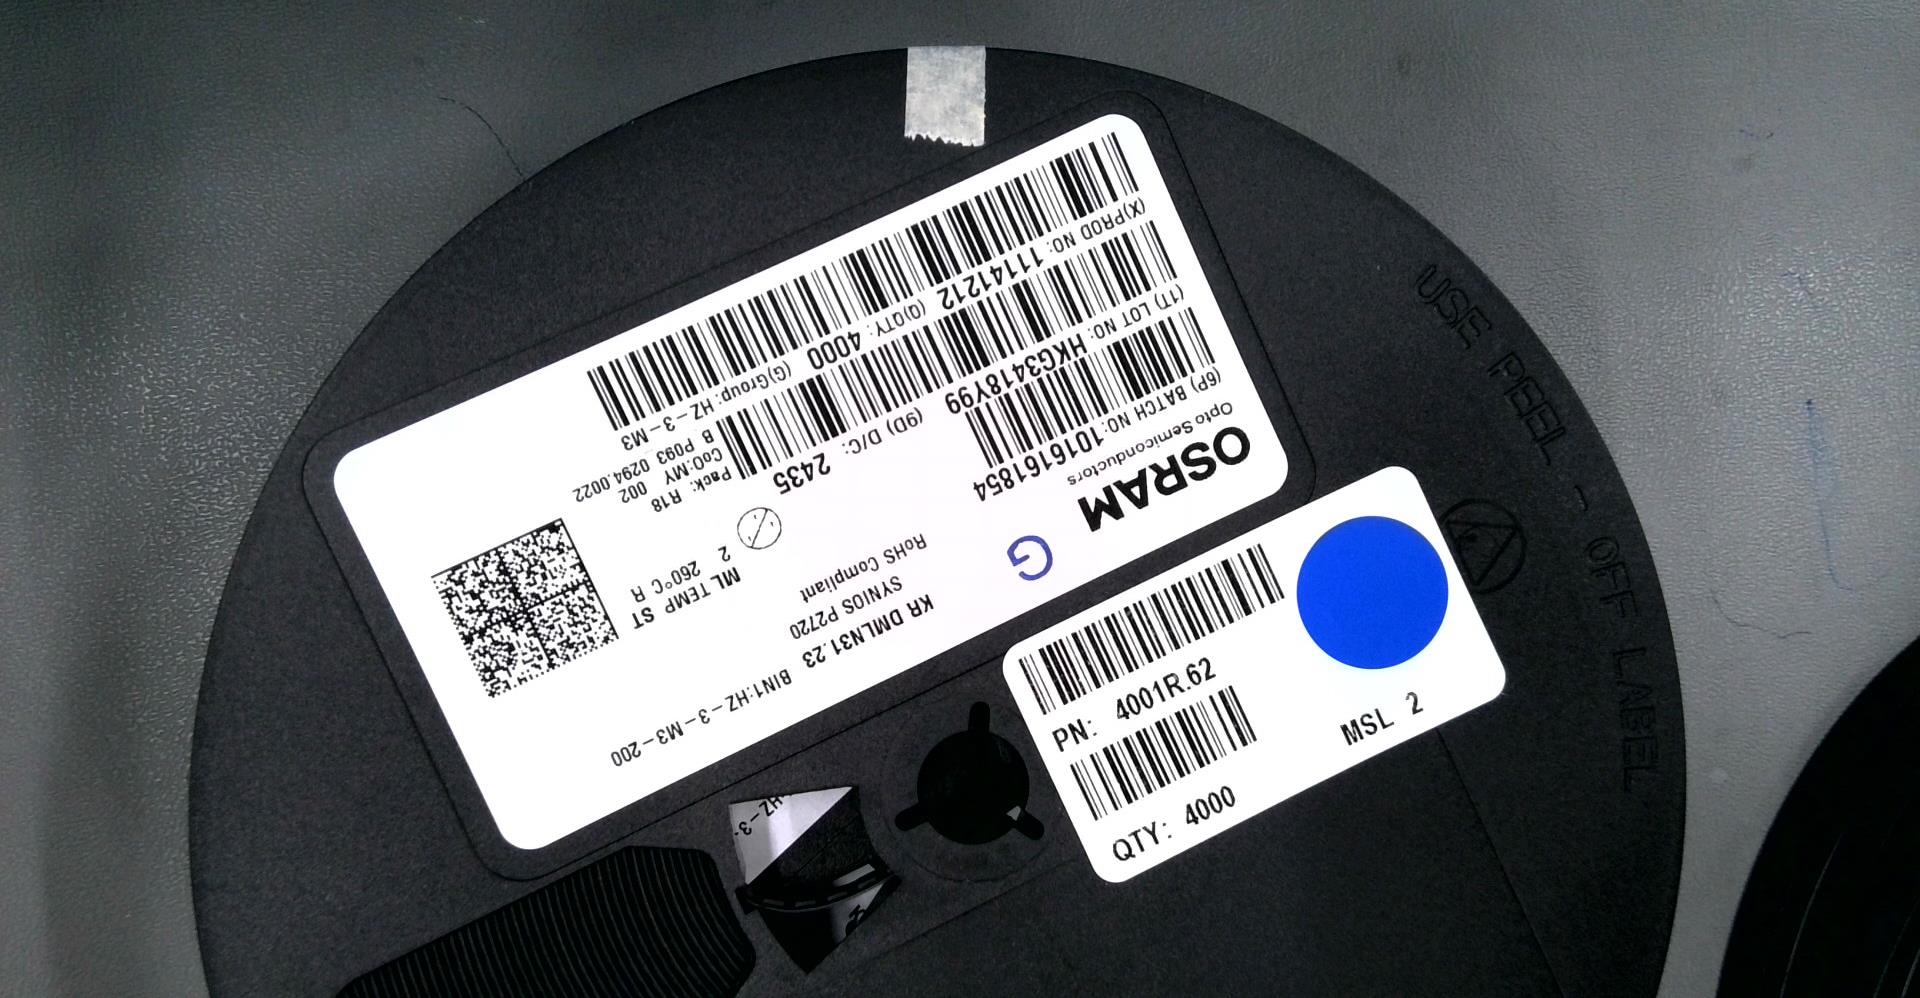 OSRAM
Opto Semiconductors
(6P) BATCH NO: 1016161854
(1T) LOT NO: HKG3418Y99
(9D) D/C: 2435
(X)PROD NO: 11141212
(Q)QTY: 4000
(G)Group: HZ-3-M3
G
KR DMLN31.23
SYNIOS P2720
RoHS Compliant
BIN1:HZ-3-M3-200
ML TEMP ST
2 260°C R
Pack: R18
CoO:MY 002
B P093 0294.0022
PN: 4001R.62
QTY: 4000
MSL 2
USE PEEL - OFF LABEL
HZ-3-